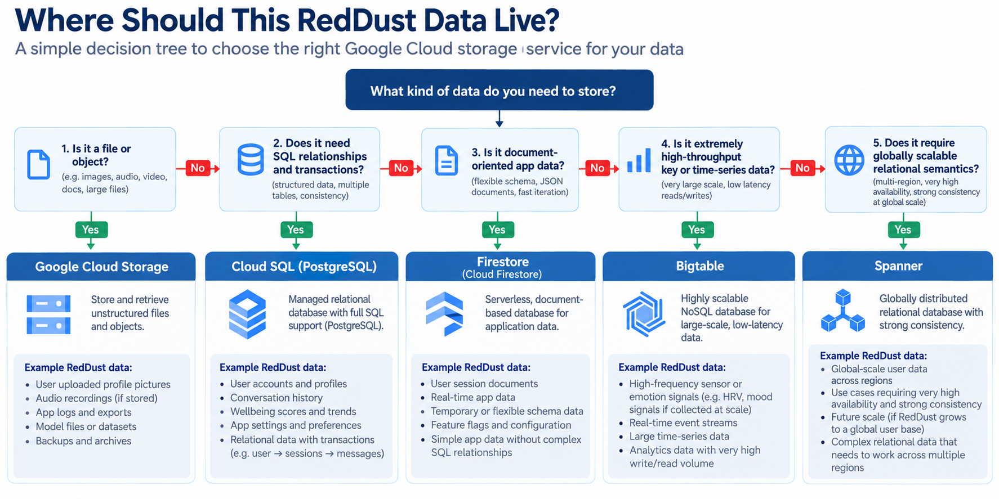 Where Should This RedDust Data Live?
A simple decision tree to choose the right Google Cloud storage service for your data
What kind of data do you need to store?
1. Is it a file or
object?
(e.g. images, audio, video,
docs, large files)
No
2. Does it need
SQL relationships
and transactions?
(structured data, multiple
tables, consistency)
No
3. Is it document-
oriented app data?
(flexible schema, JSON
documents, fast iteration)
No
4. Is it extremely
high-throughput
key or time-series data?
(very large scale, low latency
reads/writes)
No
5. Does it require
globally scalable
relational semantics?
(multi-region, very high
availability, strong consistency
at global scale)
Yes
Yes
Yes
Yes
Yes
Google Cloud Storage
Store and retrieve
unstructured files
and objects.
Example RedDust data:
• User uploaded profile pictures
• Audio recordings (if stored)
• App logs and exports
• Model files or datasets
• Backups and archives
Cloud SQL (PostgreSQL)
Managed relational
database with full SQL
support (PostgreSQL).
Example RedDust data:
• User accounts and profiles
• Conversation history
• Wellbeing scores and trends
• App settings and preferences
• Relational data with transactions
(e.g. user → sessions → messages)
Firestore
(Cloud Firestore)
Serverless, document-
based database for
application data.
Example RedDust data:
• User session documents
• Real-time app data
• Temporary or flexible schema data
• Feature flags and configuration
• Simple app data without complex
SQL relationships
Bigtable
Highly scalable
NoSQL database for
large-scale, low-latency
data.
Example RedDust data:
• High-frequency sensor or
emotion signals (e.g. HRV, mood
signals if collected at scale)
• Real-time event streams
• Large time-series data
• Analytics data with very high
write/read volume
Spanner
Globally distributed
relational database with
strong consistency.
Example RedDust data:
• Global-scale user data
across regions
• Use cases requiring very high
availability and strong consistency
• Future scale (if RedDust grows
to a global user base)
• Complex relational data that
needs to work across multiple
regions